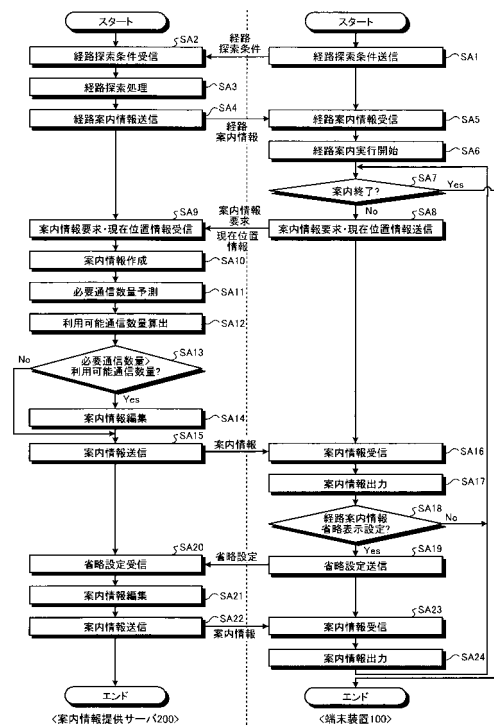 スタート
スタート
SA2
経路探索条件受信
経路
探索条件
経路探索条件送信
SA1
SA3
経路探索処理
SA4
経路案内情報送信
経路
案内情報
経路案内情報受信
SA5
経路案内実行開始
SA6
SA7
案内終了?
Yes
No
SA9
案内情報要求・現在位置情報受信
案内情報
要求
現在位置
情報
SA8
案内情報要求・現在位置情報送信
案内情報作成
SA10
必要通信数量予測
SA11
利用可能通信数量算出
SA12
SA13
No
必要通信数量>
利用可能通信数量?
Yes
案内情報編集
SA14
SA15
案内情報送信
案内情報
案内情報受信
SA16
案内情報出力
SA17
SA18
経路案内情報
省略表示設定?
No
Yes
SA20
省略設定受信
省略設定
SA19
省略設定送信
案内情報編集
SA21
案内情報送信
SA22
案内情報
SA23
案内情報受信
案内情報出力
SA24
エンド
エンド
<案内情報提供サーバ200>
<端末装置100>